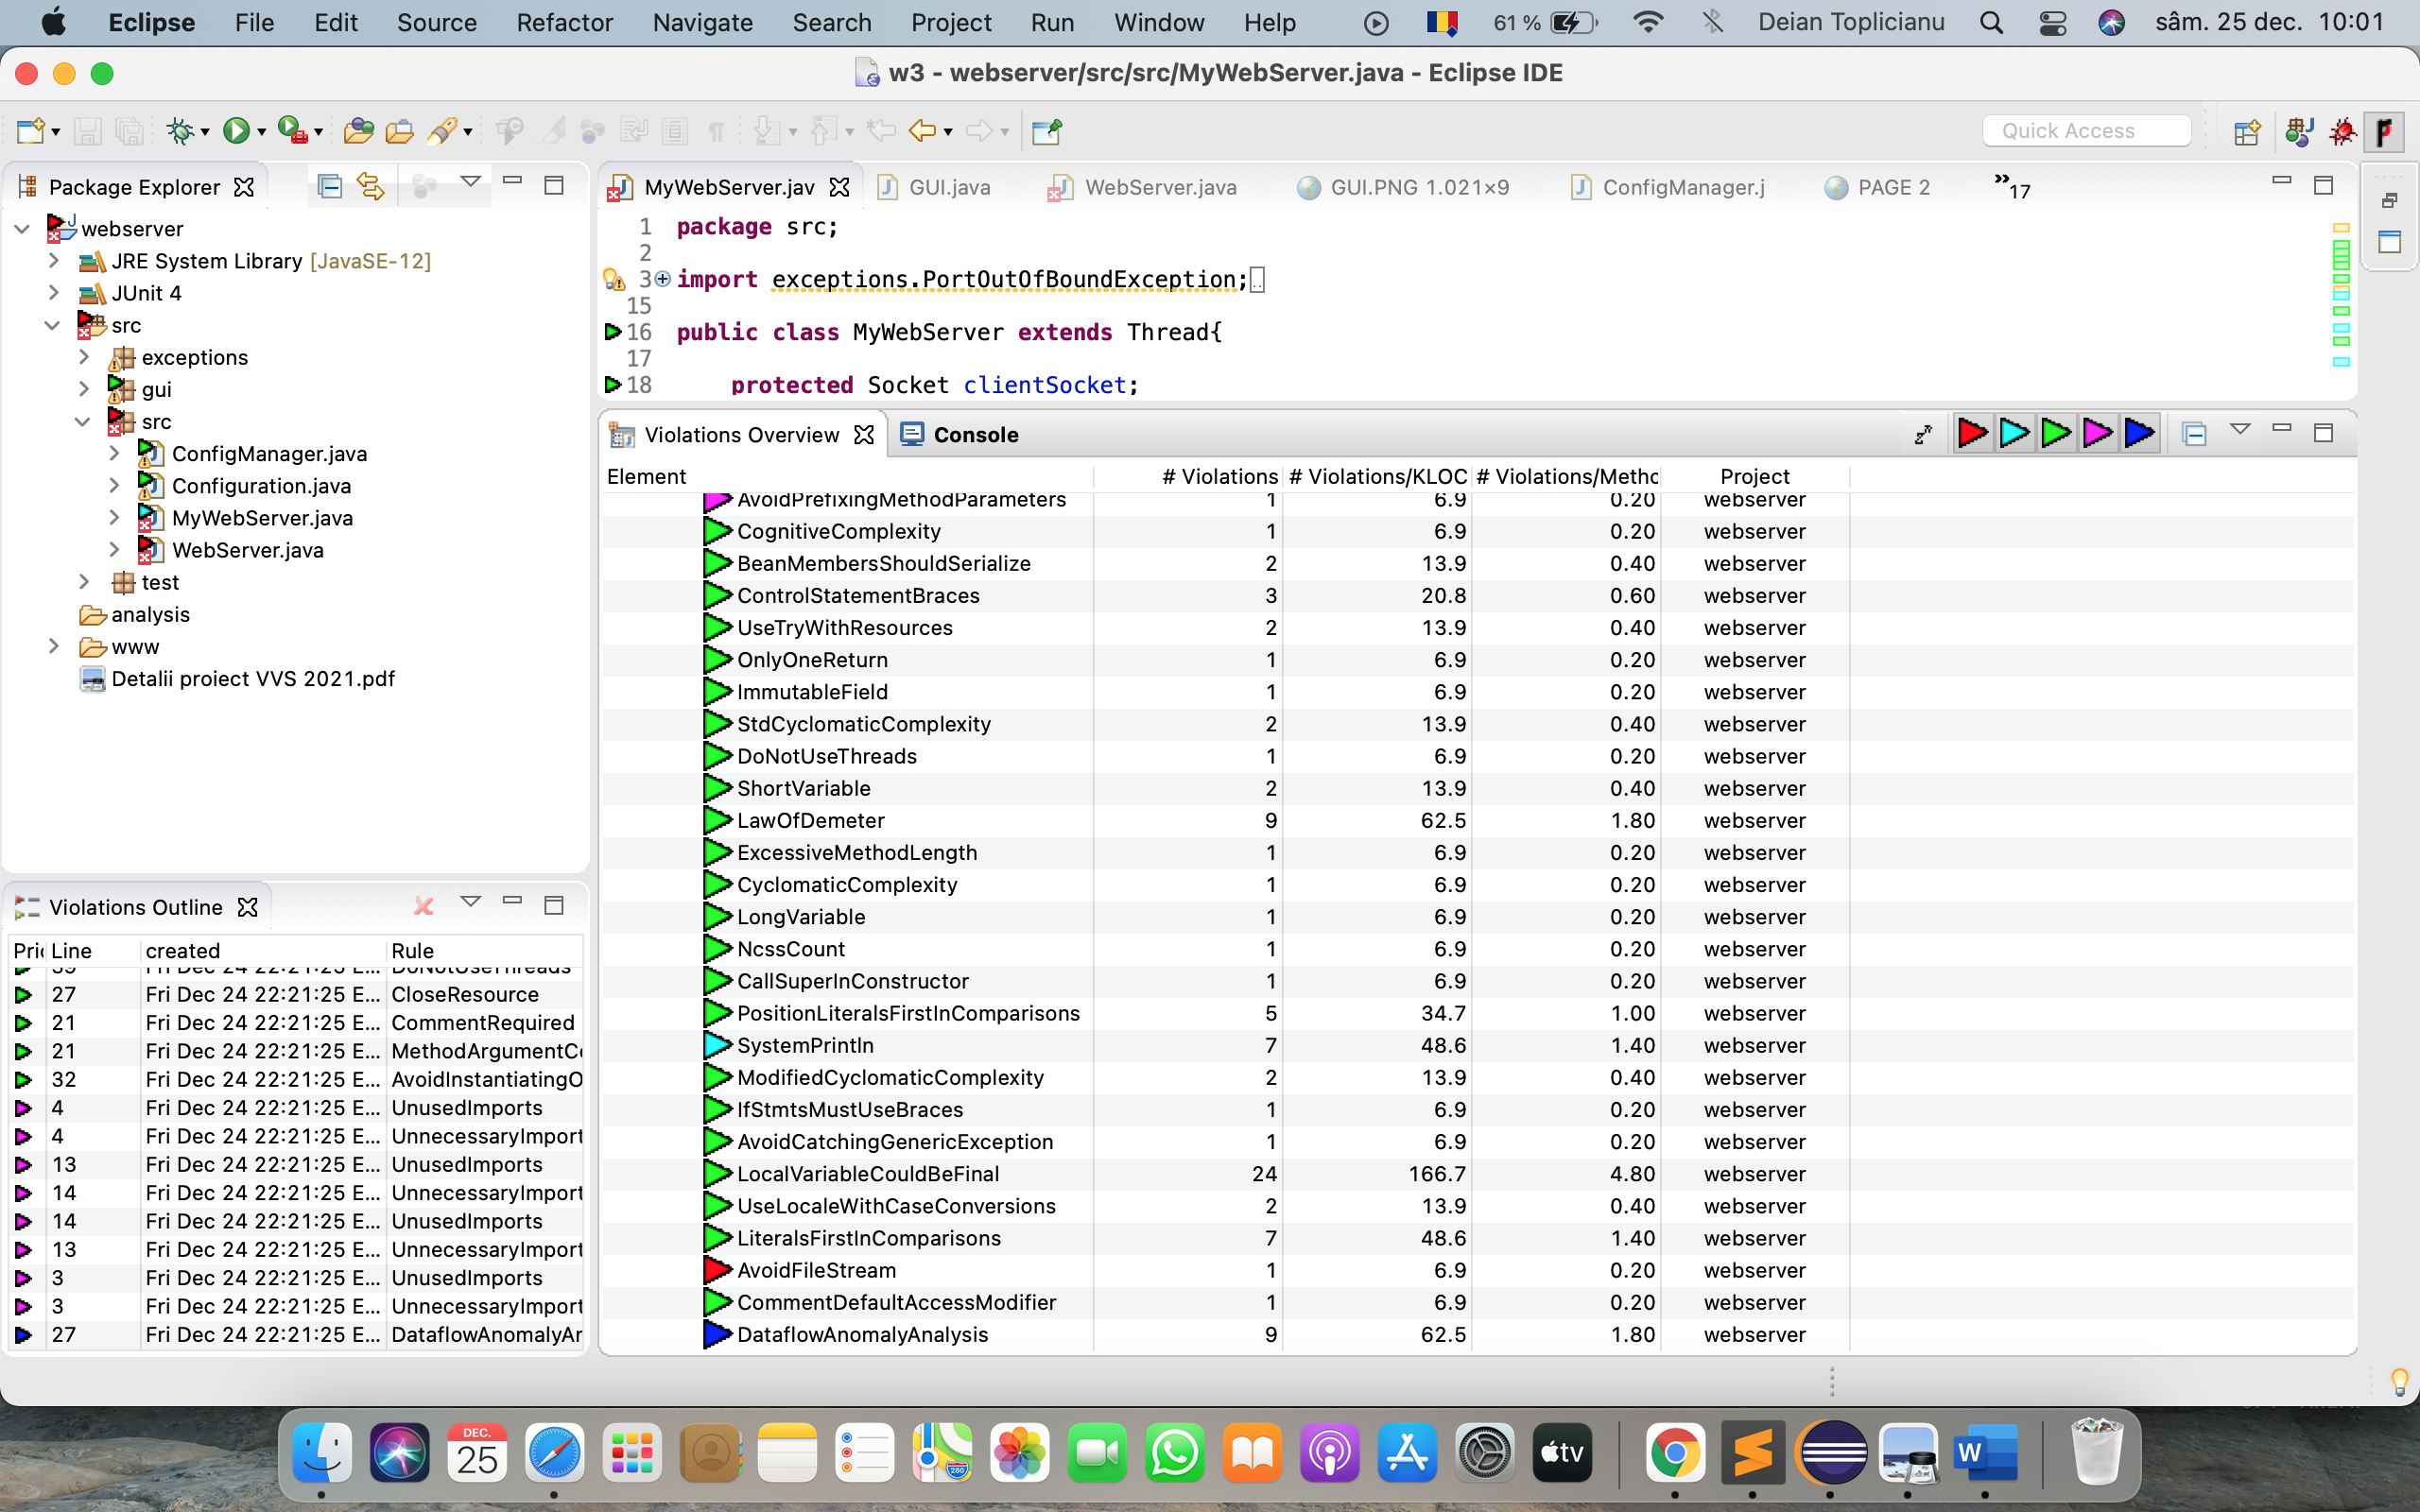 Eclipse File Edit Source Refactor Navigate Search Project Run Window Help 61 % Deian Toplicianu sâm. 25 dec. 10:01
w3 - webserver/src/src/MyWebServer.java - Eclipse IDE
Quick Access
Package Explorer
webserver
JRE System Library [JavaSE-12]
JUnit 4
src
exceptions
gui
src
ConfigManager.java
Configuration.java
MyWebServer.java
WebServer.java
test
analysis
www
Detalii proiect VVS 2021.pdf
MyWebServer.jav GUI.java WebServer.java GUI.PNG 1.021×9 ConfigManager.j PAGE 2 »17
1 package src;
2
3 import exceptions.PortOutOfBoundException;
15
16 public class MyWebServer extends Thread{
17
18 protected Socket clientSocket;
Violations Outline
Pri Line created Rule
39 Fri Dec 24 22:21:25 E... DoNotUseThreads
27 Fri Dec 24 22:21:25 E... CloseResource
21 Fri Dec 24 22:21:25 E... CommentRequired
21 Fri Dec 24 22:21:25 E... MethodArgumentC
32 Fri Dec 24 22:21:25 E... AvoidInstantiatingO
4 Fri Dec 24 22:21:25 E... UnusedImports
4 Fri Dec 24 22:21:25 E... UnnecessaryImport
13 Fri Dec 24 22:21:25 E... UnusedImports
14 Fri Dec 24 22:21:25 E... UnnecessaryImport
14 Fri Dec 24 22:21:25 E... UnusedImports
13 Fri Dec 24 22:21:25 E... UnnecessaryImport
3 Fri Dec 24 22:21:25 E... UnusedImports
3 Fri Dec 24 22:21:25 E... UnnecessaryImport
27 Fri Dec 24 22:21:25 E... DataflowAnomalyAr
Violations Overview Console
Element # Violations # Violations/KLOC # Violations/Metho Project
AvoidPrefixingMethodParameters 1 6.9 0.20 webserver
CognitiveComplexity 1 6.9 0.20 webserver
BeanMembersShouldSerialize 2 13.9 0.40 webserver
ControlStatementBraces 3 20.8 0.60 webserver
UseTryWithResources 2 13.9 0.40 webserver
OnlyOneReturn 1 6.9 0.20 webserver
ImmutableField 1 6.9 0.20 webserver
StdCyclomaticComplexity 2 13.9 0.40 webserver
DoNotUseThreads 1 6.9 0.20 webserver
ShortVariable 2 13.9 0.40 webserver
LawOfDemeter 9 62.5 1.80 webserver
ExcessiveMethodLength 1 6.9 0.20 webserver
CyclomaticComplexity 1 6.9 0.20 webserver
LongVariable 1 6.9 0.20 webserver
NcssCount 1 6.9 0.20 webserver
CallSuperInConstructor 1 6.9 0.20 webserver
PositionLiteralsFirstInComparisons 5 34.7 1.00 webserver
SystemPrintln 7 48.6 1.40 webserver
ModifiedCyclomaticComplexity 2 13.9 0.40 webserver
IfStmtsMustUseBraces 1 6.9 0.20 webserver
AvoidCatchingGenericException 1 6.9 0.20 webserver
LocalVariableCouldBeFinal 24 166.7 4.80 webserver
UseLocaleWithCaseConversions 2 13.9 0.40 webserver
LiteralsFirstInComparisons 7 48.6 1.40 webserver
AvoidFileStream 1 6.9 0.20 webserver
CommentDefaultAccessModifier 1 6.9 0.20 webserver
DataflowAnomalyAnalysis 9 62.5 1.80 webserver
DEC.
25
280
tv
W